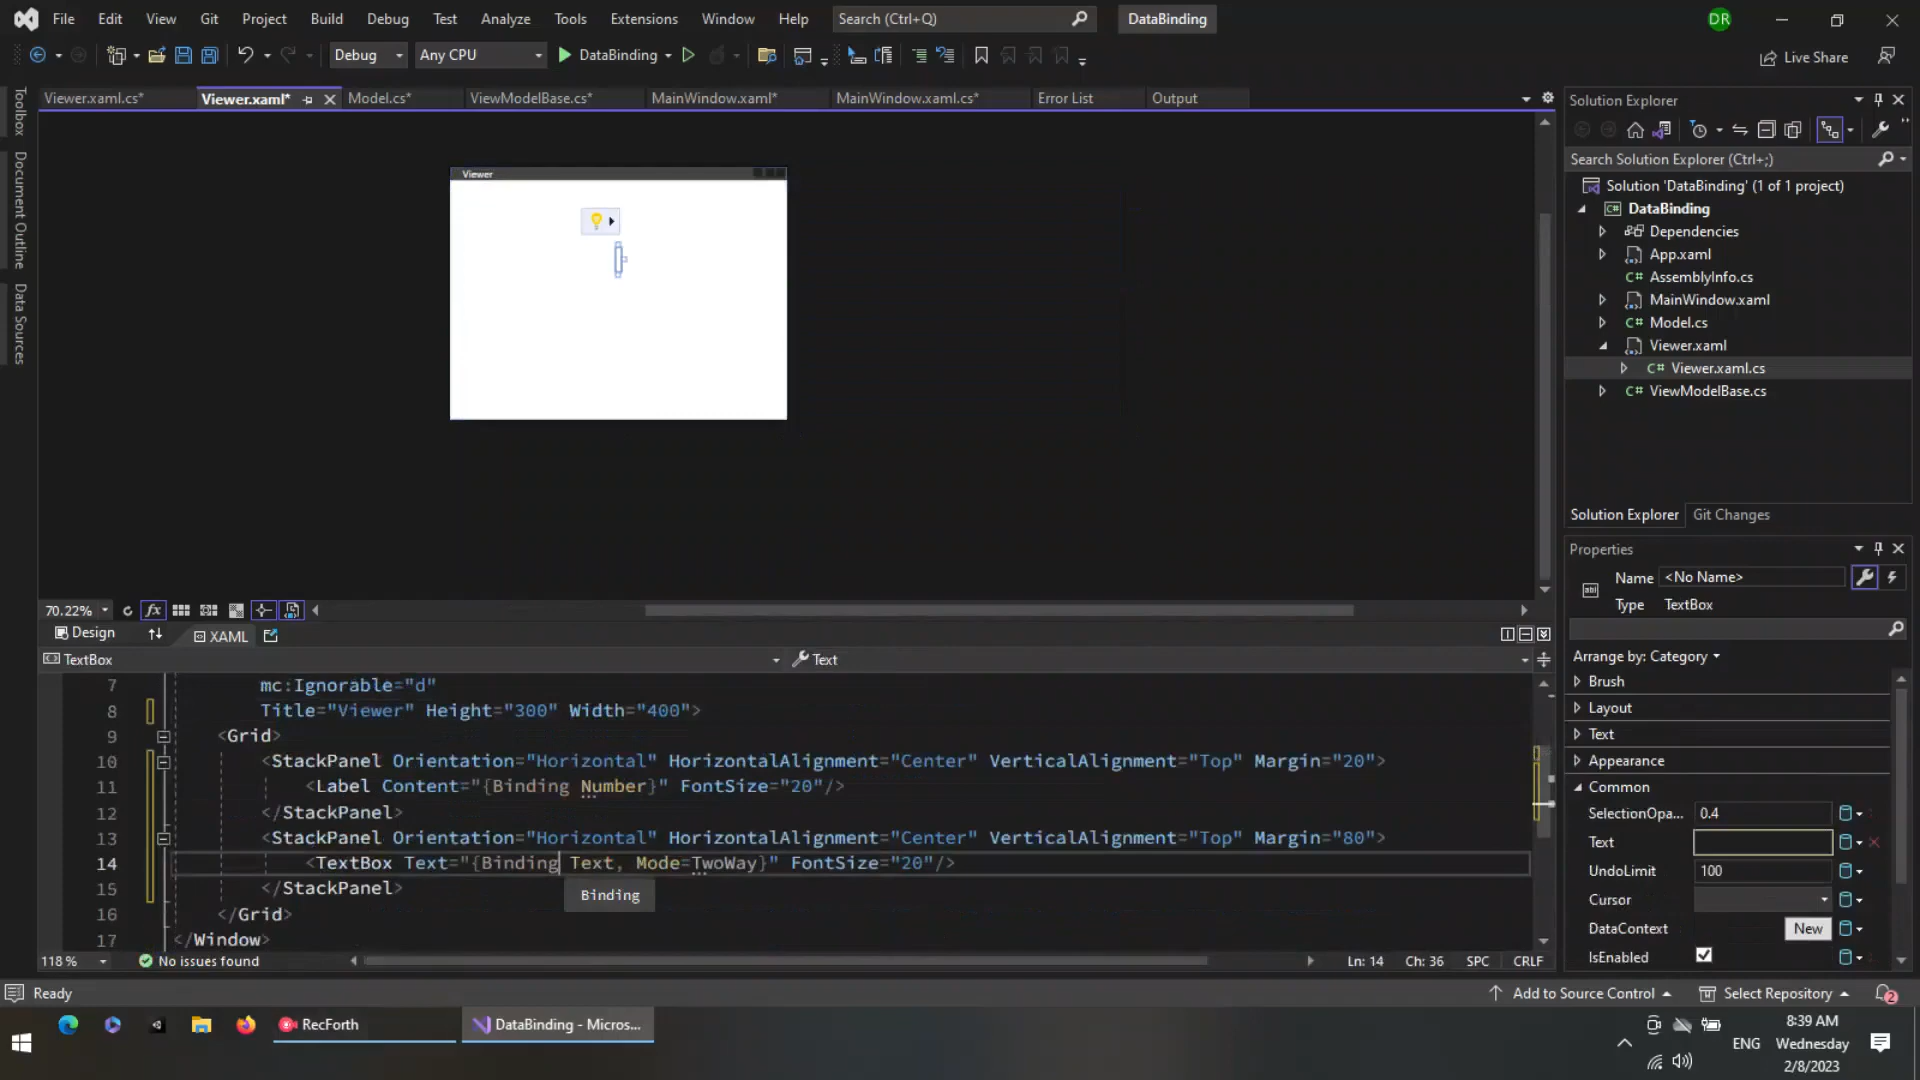 File Edit View Git Project Build Debug Test Analyze Tools Extensions Window Help Search (Ctrl+Q) DataBinding DR
Debug Any CPU DataBinding Live Share
Viewer.xaml.cs* Viewer.xaml* Model.cs* ViewModelBase.cs* MainWindow.xaml* MainWindow.xaml.cs* Error List Output
Toolbox
Document Outline
Data Sources
Viewer
70.22% fx
Design XAML
TextBox Text
7 mc:Ignorable="d"
8 Title="Viewer" Height="300" Width="400">
9 <Grid>
10 <StackPanel Orientation="Horizontal" HorizontalAlignment="Center" VerticalAlignment="Top" Margin="20">
11 <Label Content="{Binding Number}" FontSize="20"/>
12 </StackPanel>
13 <StackPanel Orientation="Horizontal" HorizontalAlignment="Center" VerticalAlignment="Top" Margin="80">
14 <TextBox Text="{Binding Text, Mode=TwoWay}" FontSize="20"/>
15 </StackPanel>
Binding
16 </Grid>
17 </Window>
118 % No issues found Ln: 14 Ch: 36 SPC CRLF
Solution Explorer
Search Solution Explorer (Ctrl+;)
Solution 'DataBinding' (1 of 1 project)
C# DataBinding
Dependencies
App.xaml
C# AssemblyInfo.cs
MainWindow.xaml
C# Model.cs
Viewer.xaml
C# Viewer.xaml.cs
C# ViewModelBase.cs
Solution Explorer Git Changes
Properties
Name <No Name>
Type TextBox
Arrange by: Category
Brush
Layout
Text
Appearance
Common
SelectionOpa... 0.4
Text
UndoLimit 100
Cursor
DataContext New
IsEnabled
Ready Add to Source Control Select Repository 2
RecForth DataBinding - Micros...
ENG
8:39 AM
Wednesday
2/8/2023